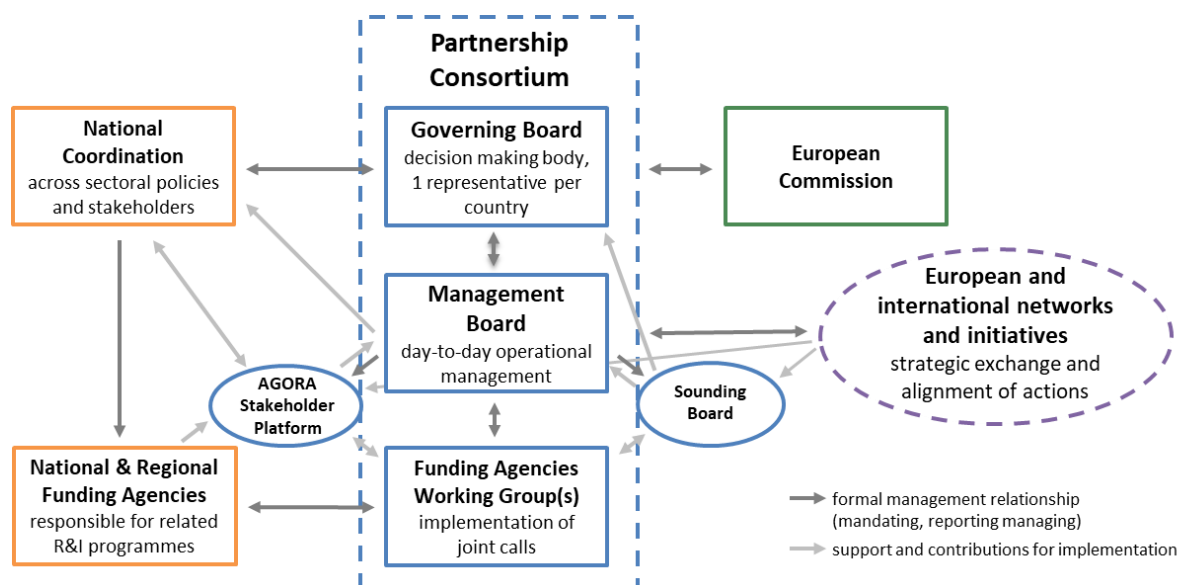 Partnership
Consortium
National
Coordination
across sectoral policies
and stakeholders
Governing Board
decision making body,
1 representative per
country
European
Commission
Management
Board
day-to-day operational
management
European and
international networks
and initiatives
strategic exchange and
alignment of actions
AGORA
Stakeholder
Platform
Sounding
Board
National & Regional
Funding Agencies
responsible for related
R&I programmes
Funding Agencies
Working Group(s)
implementation of
joint calls
formal management relationship
(mandating, reporting managing)
support and contributions for implementation